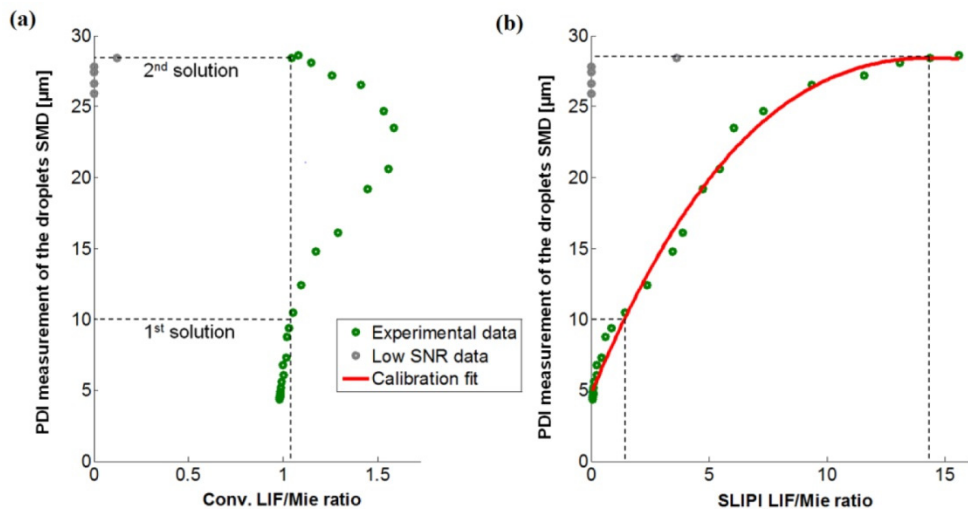 (a)
PDI measurement of the droplets SMD [µm]
30
25
20
15
10
5
0
2nd solution
1st solution
Experimental data
Low SNR data
Calibration fit
0
0.5
1
1.5
Conv. LIF/Mie ratio
(b)
PDI measurement of the droplets SMD [µm]
30
25
20
15
10
5
0
0
5
10
15
SLIPI LIF/Mie ratio